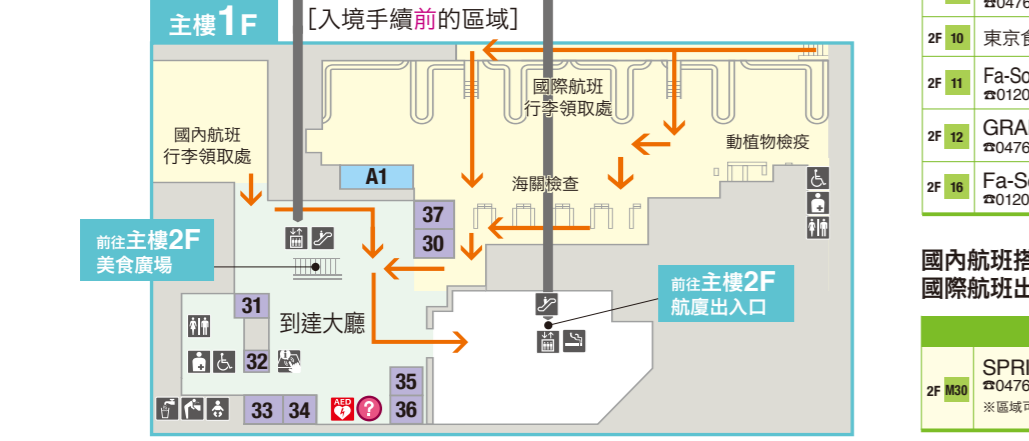 主樓1F
[入境手續前的區域]
國際航班
行李領取處
國內航班
行李領取處
動植物檢疫
A1
海關檢查
37
30
前往主樓2F
美食廣場
前往主樓2F
航廈出入口
31
到達大廳
32
35
33
34
AED
?
36
☎0476
2F 10 東京食
2F 11 Fa-So
☎0120
2F 12 GRA
☎0476
2F 16 Fa-So
☎0120
國內航班搭
國際航班出
2F M30 SPRI
☎0476
※區域可